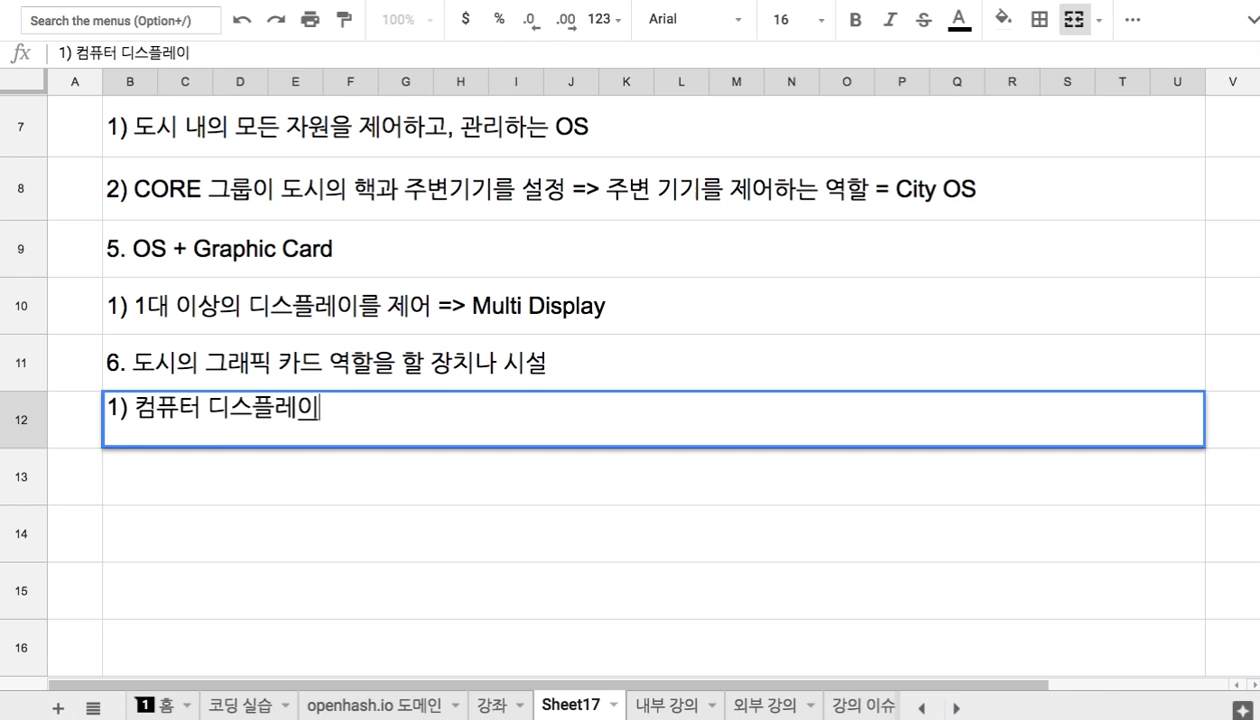 Search the menus (Option+/) 100% $ % .0 .00 123 Arial 16 B I S A
fx 1) 컴퓨터 디스플레이
A B C D E F G H I J K L M N O P Q R S T U V
7 1) 도시 내의 모든 자원을 제어하고, 관리하는 OS
8 2) CORE 그룹이 도시의 핵과 주변기기를 설정 => 주변 기기를 제어하는 역할 = City OS
9 5. OS + Graphic Card
10 1) 1대 이상의 디스플레이를 제어 => Multi Display
11 6. 도시의 그래픽 카드 역할을 할 장치나 시설
12 1) 컴퓨터 디스플레이
13
14
15
16
1 홈 코딩 실습 openhash.io 도메인 강좌 Sheet17 내부 강의 외부 강의 강의 이슈